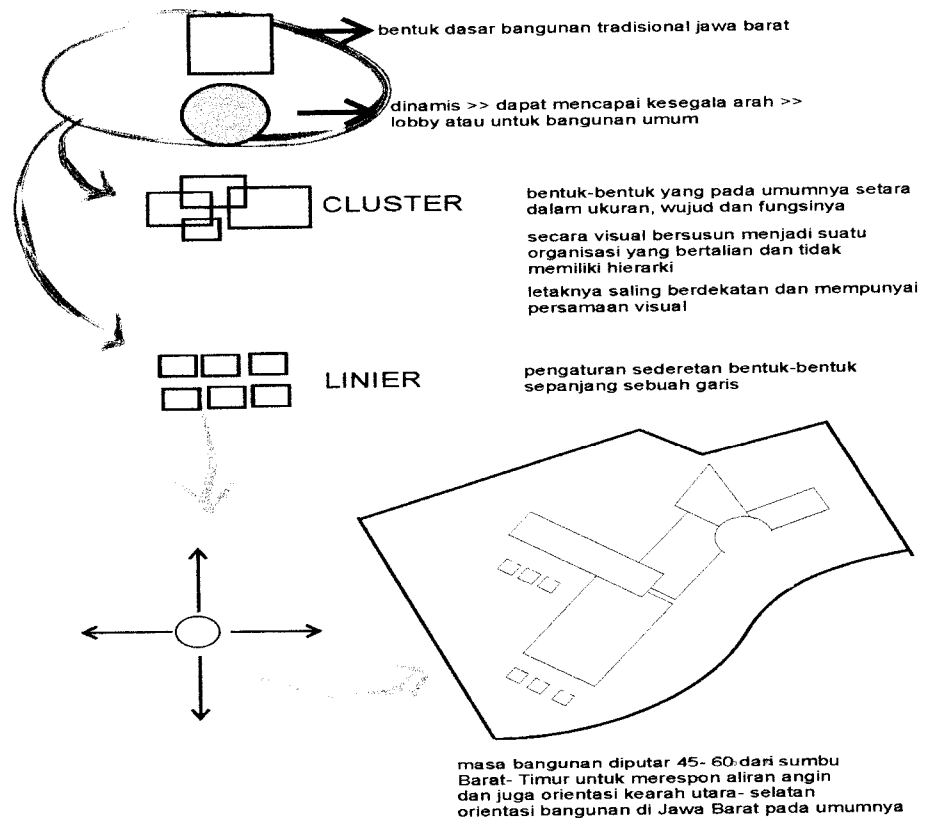 bentuk dasar bangunan tradisional jawa barat
dinamis >> dapat mencapai kesegala arah >>
lobby atau untuk bangunan umum
CLUSTER
bentuk-bentuk yang pada umumnya setara
dalam ukuran, wujud dan fungsinya
secara visual bersusun menjadi suatu
organisasi yang bertalian dan tidak
memiliki hierarki
letaknya saling berdekatan dan mempunyai
persamaan visual
LINIER
pengaturan sederetan bentuk-bentuk
sepanjang sebuah garis
masa bangunan diputar 45- 60 dari sumbu
Barat- Timur untuk merespon aliran angin
dan juga orientasi kearah utara- selatan
orientasi bangunan di Jawa Barat pada umumnya